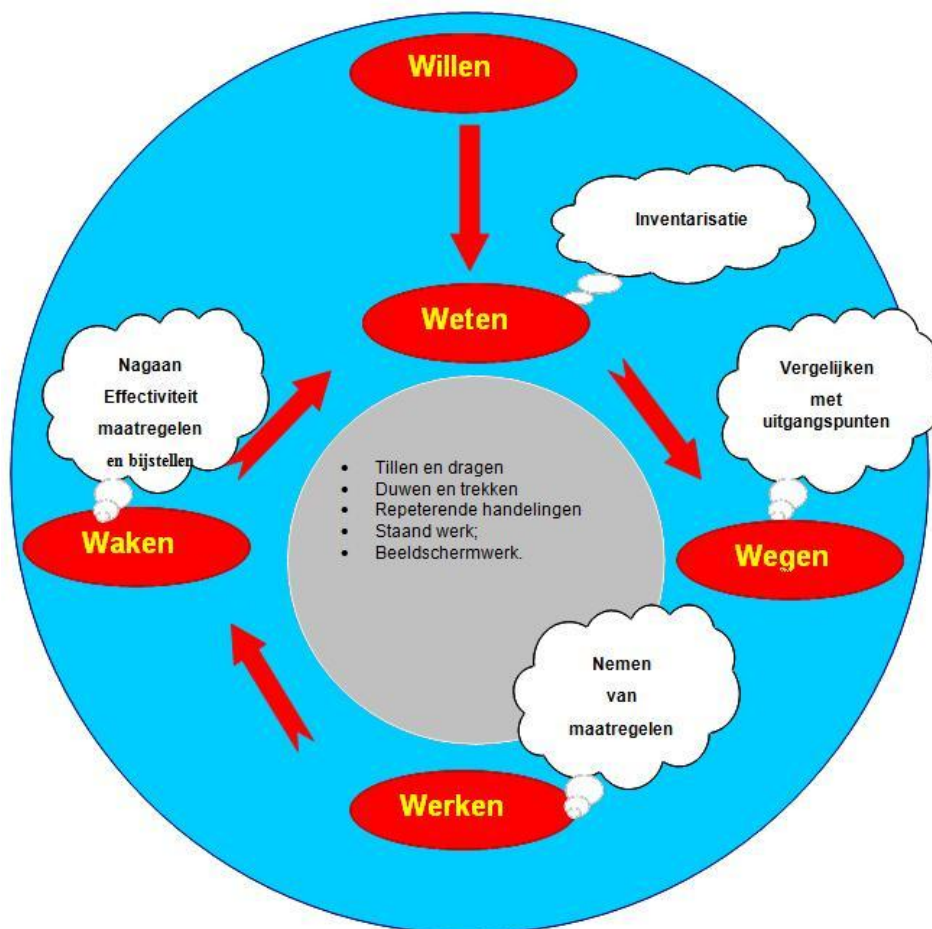 Willen
Inventarisatie
Weten
Nagaan
Effectiviteit
maatregelen
en bijstellen
Vergelijken
met
uitgangspunten
• Tillen en dragen
• Duwen en trekken
• Repeterende handelingen
• Staand werk;
• Beeldschermwerk.
Waken
Wegen
Nemen
van
maatregelen
Werken